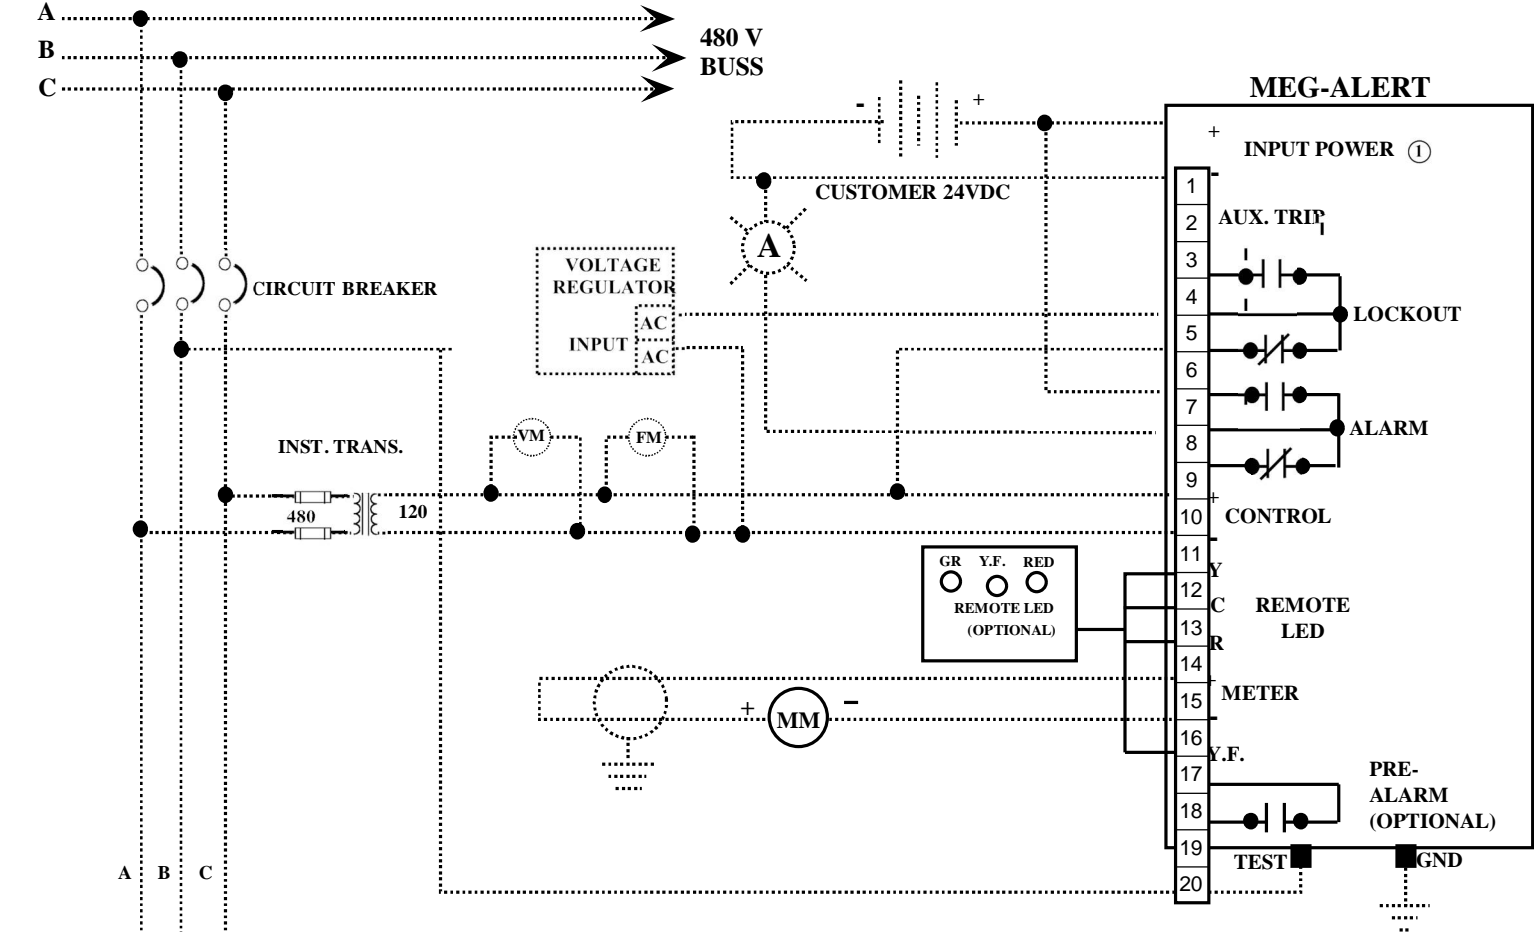 A
B
C
480 V
BUSS
MEG-ALERT
- +
+
INPUT POWER 1
-
CUSTOMER 24VDC
AUX. TRIP
A
VOLTAGE
REGULATOR
AC
INPUT
AC
CIRCUIT BREAKER
LOCKOUT
ALARM
VM
FM
INST. TRANS.
480
120
+
CONTROL
-
1
2
3
4
5
6
7
8
9
10
11
12
13
14
15
16
17
18
19
20
GR Y.F. RED
REMOTE LED
(OPTIONAL)
Y
C
R
REMOTE
LED
+
METER
-
+ MM -
Y.F.
PRE-
ALARM
(OPTIONAL)
TEST
GND
A B C